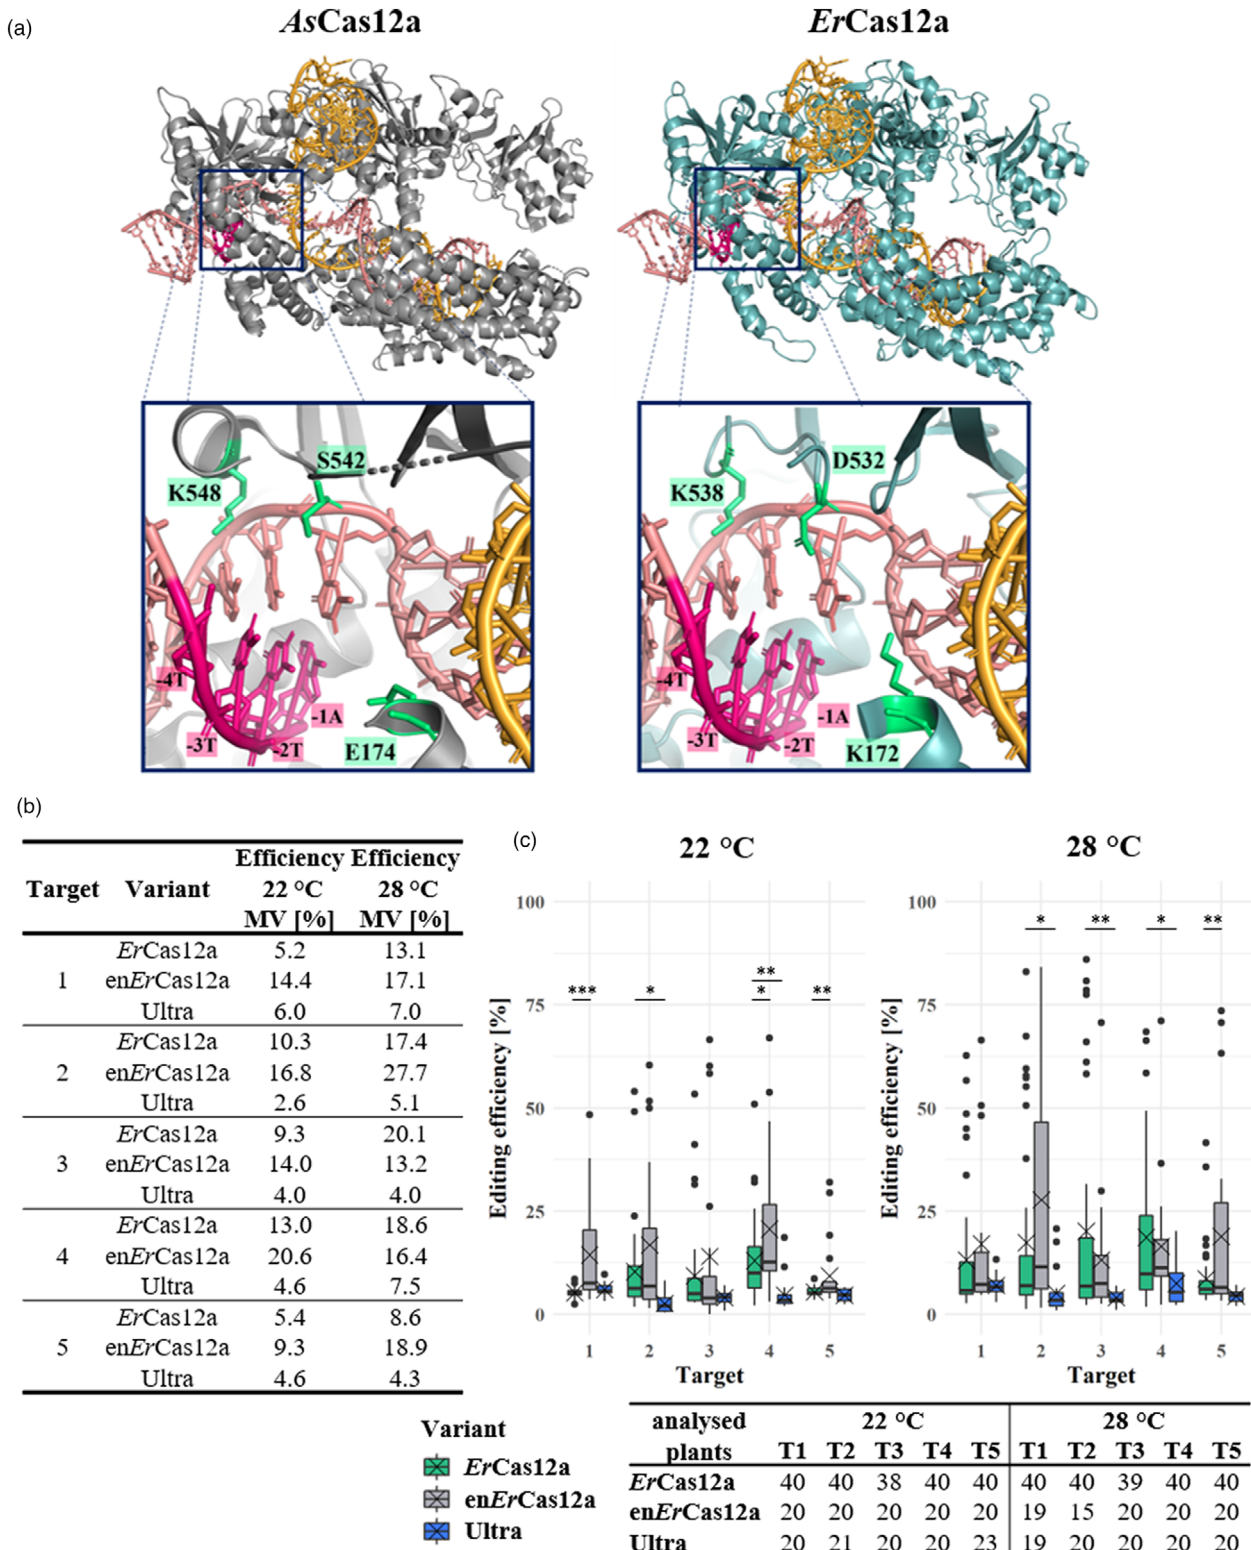 (a)
AsCas12a
ErCas12a
S542
K548
-4T
-3T
-2T
-1A
E174
D532
K538
-4T
-3T
-2T
-1A
K172
(b)
Target Variant Efficiency 22 °C MV [%] Efficiency 28 °C MV [%]
1
ErCas12a 5.2 13.1
enErCas12a 14.4 17.1
Ultra 6.0 7.0
2
ErCas12a 10.3 17.4
enErCas12a 16.8 27.7
Ultra 2.6 5.1
3
ErCas12a 9.3 20.1
enErCas12a 14.0 13.2
Ultra 4.0 4.0
4
ErCas12a 13.0 18.6
enErCas12a 20.6 16.4
Ultra 4.6 7.5
5
ErCas12a 5.4 8.6
enErCas12a 9.3 18.9
Ultra 4.6 4.3
(c)
22 °C
Editing efficiency [%]
100
75
50
25
0
*** * ** * **
1 2 3 4 5
Target
28 °C
Editing efficiency [%]
100
75
50
25
0
* ** * **
1 2 3 4 5
Target
Variant
ErCas12a
enErCas12a
Ultra
analysed plants 22 °C 28 °C
T1 T2 T3 T4 T5 T1 T2 T3 T4 T5
ErCas12a 40 40 38 40 40 40 40 39 40 40
enErCas12a 20 20 20 20 20 19 15 20 20 20
Ultra 20 21 20 20 23 19 20 20 20 20